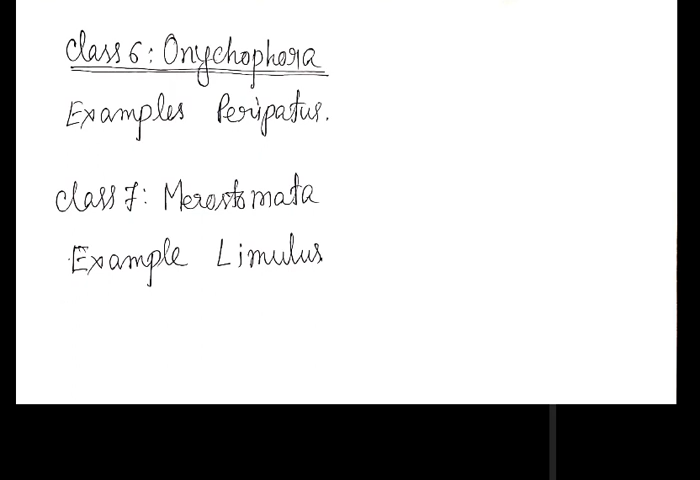 Class 6: Onychophora
Examples Peripatus.
Class 7: Merostomata
Example Limulus